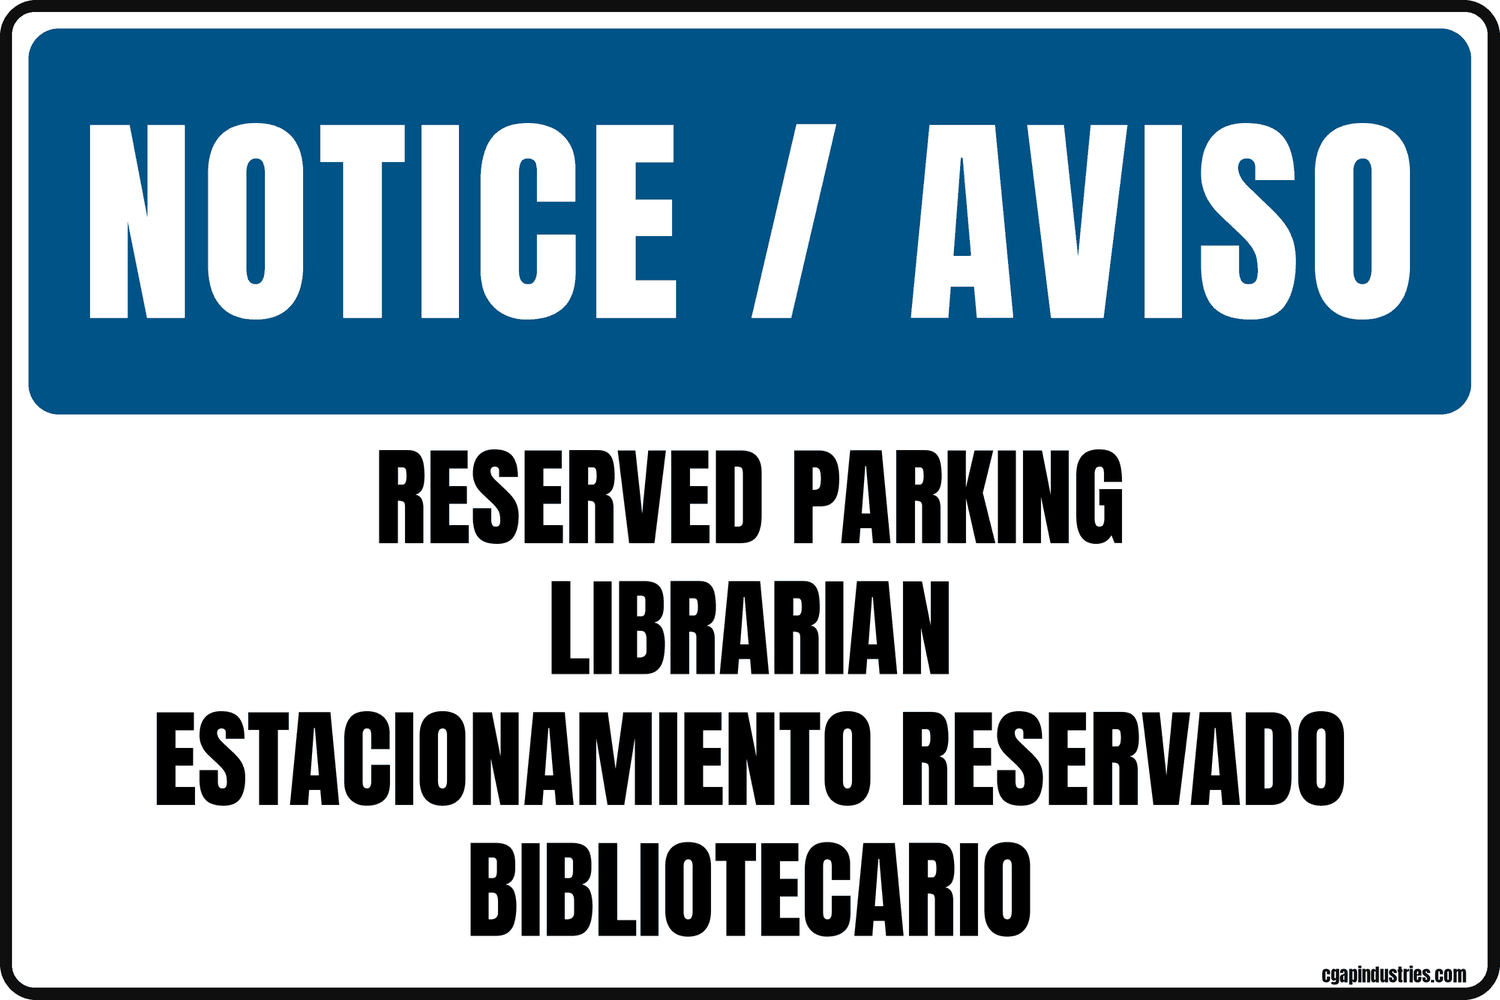 NOTICE / AVISO
RESERVED PARKING
LIBRARIAN
ESTACIONAMIENTO RESERVADO
BIBLIOTECARIO
cgapindustries.com